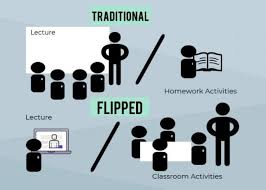 TRADITIONAL
Lecture
Homework Activities
FLIPPED
Lecture
Classroom Activities